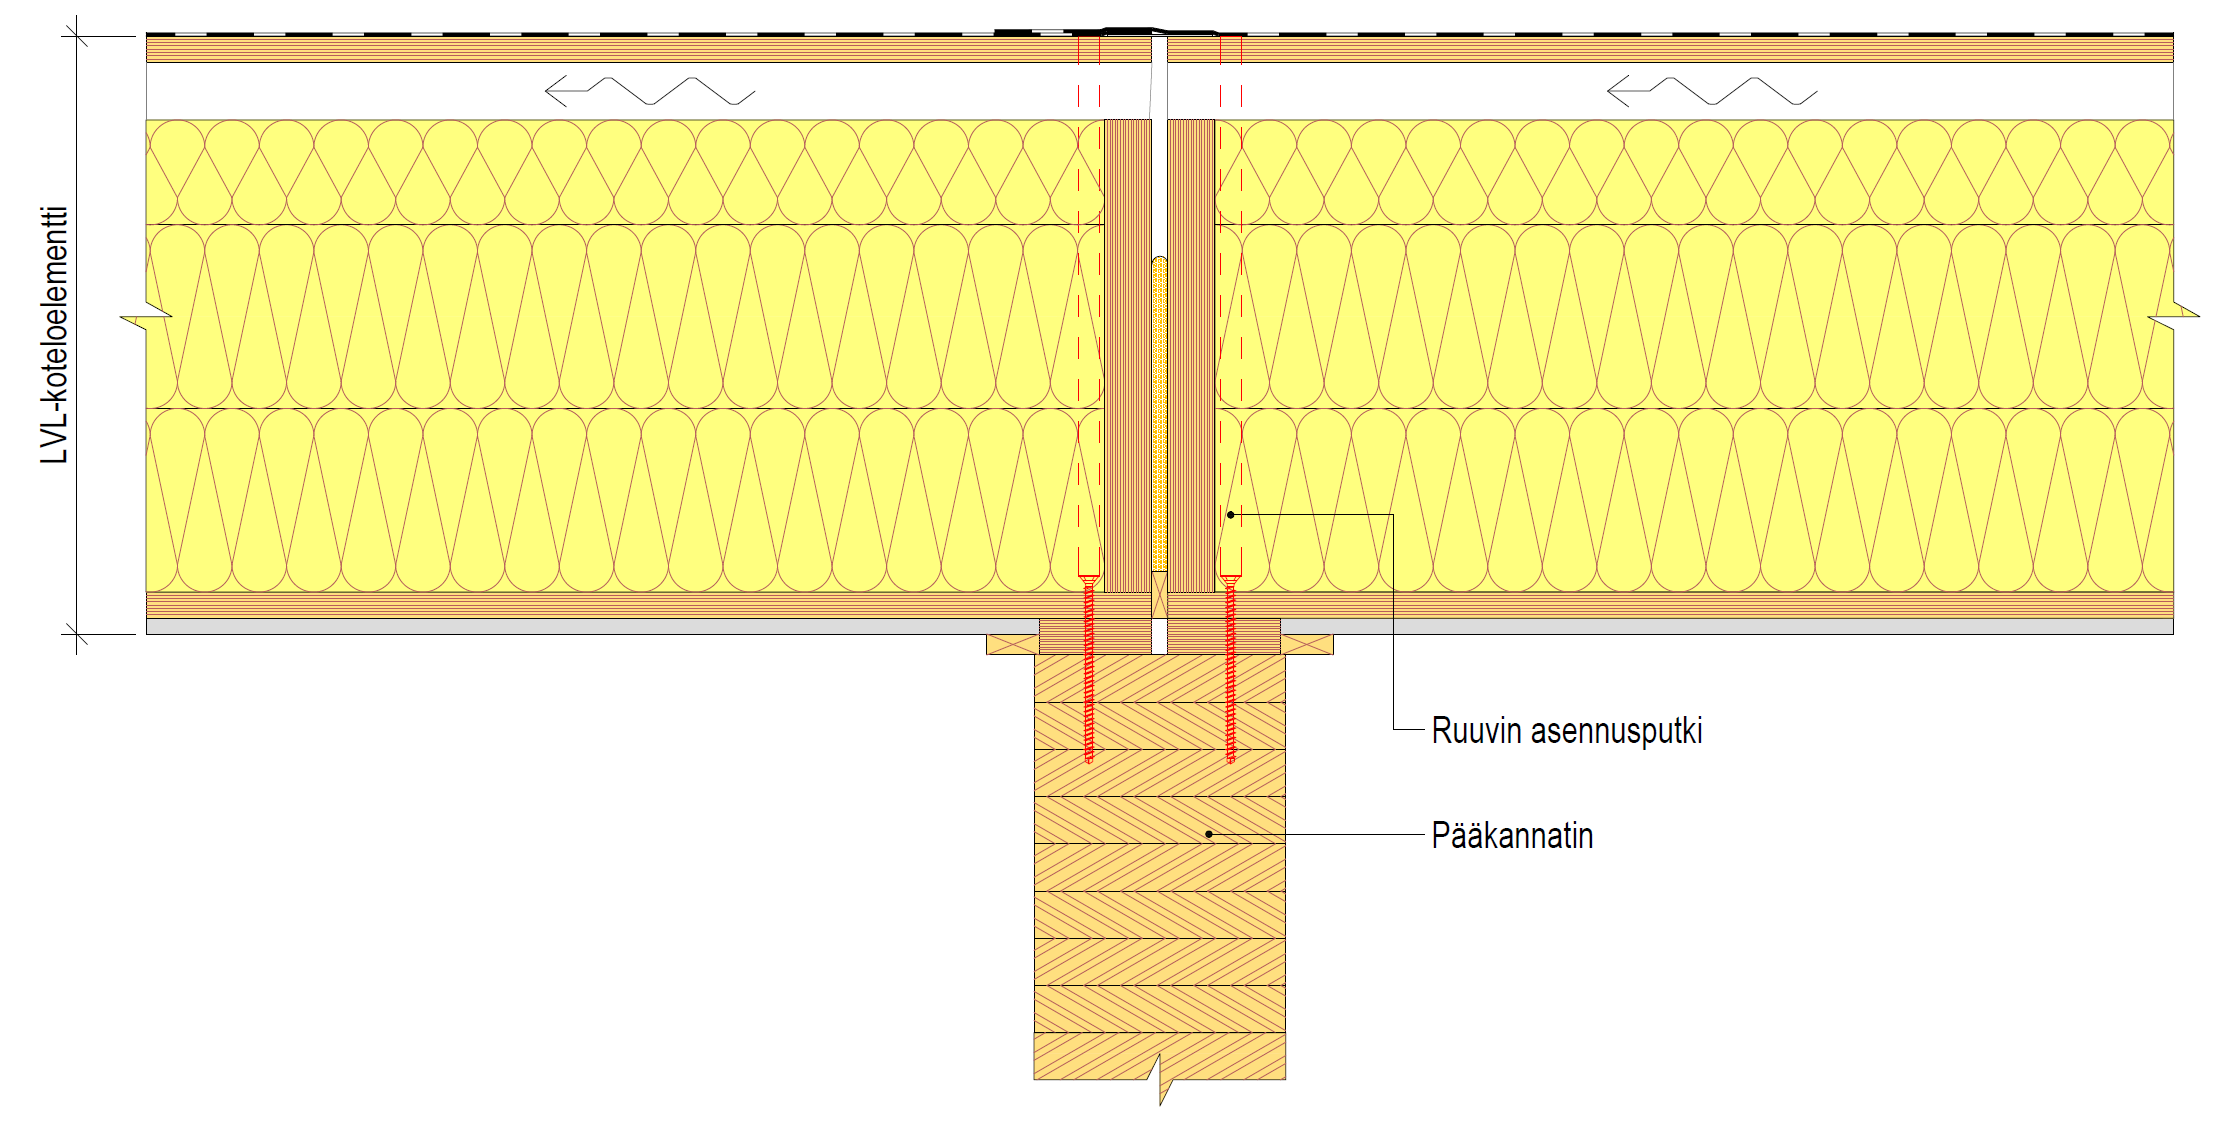 LVL-koteloelementti
Ruuvin asennusputki
Pääkannatin